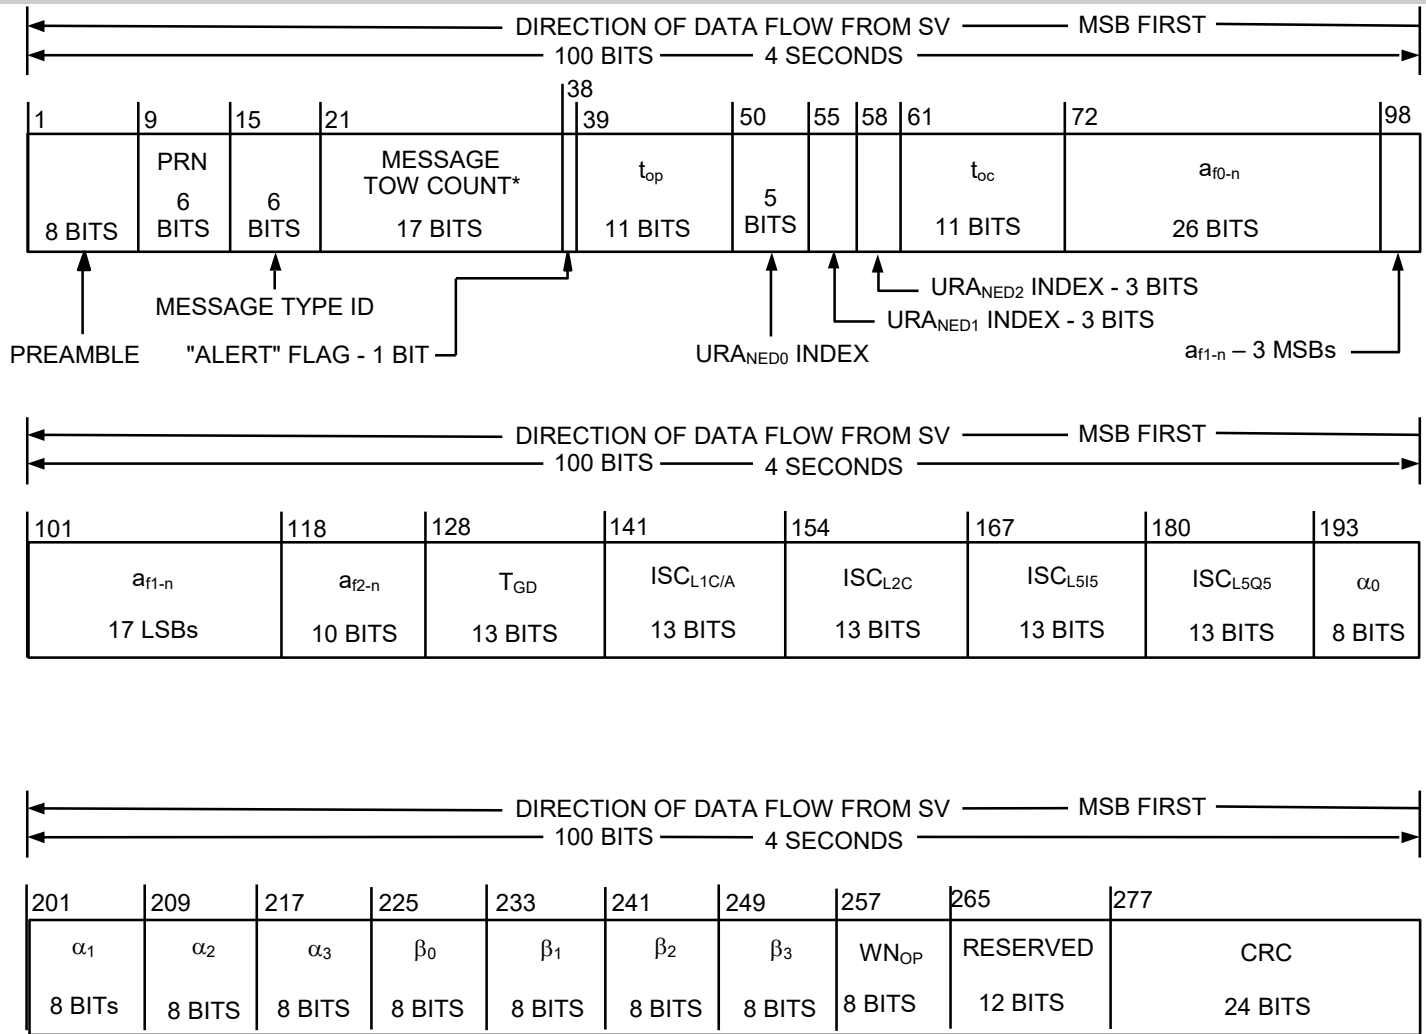 DIRECTION OF DATA FLOW FROM SV MSB FIRST
100 BITS 4 SECONDS
38
1 9 15 21 39 50 55 58 61 72 98
PRN MESSAGE
TOW COUNT* t_op t_oc a_f0-n
6 6 5
8 BITS BITS BITS 17 BITS 11 BITS BITS 11 BITS 26 BITS
URA_NED2 INDEX - 3 BITS
MESSAGE TYPE ID URA_NED1 INDEX - 3 BITS
PREAMBLE "ALERT" FLAG - 1 BIT URA_NED0 INDEX a_f1-n – 3 MSBs
DIRECTION OF DATA FLOW FROM SV MSB FIRST
100 BITS 4 SECONDS
101 118 128 141 154 167 180 193
a_f1-n a_f2-n T_GD ISC_L1C/A ISC_L2C ISC_L5I5 ISC_L5Q5 α_0
17 LSBs 10 BITS 13 BITS 13 BITS 13 BITS 13 BITS 13 BITS 8 BITS
DIRECTION OF DATA FLOW FROM SV MSB FIRST
100 BITS 4 SECONDS
201 209 217 225 233 241 249 257 265 277
α_1 α_2 α_3 β_0 β_1 β_2 β_3 WN_OP RESERVED CRC
8 BITs 8 BITS 8 BITS 8 BITS 8 BITS 8 BITS 8 BITS 8 BITS 12 BITS 24 BITS